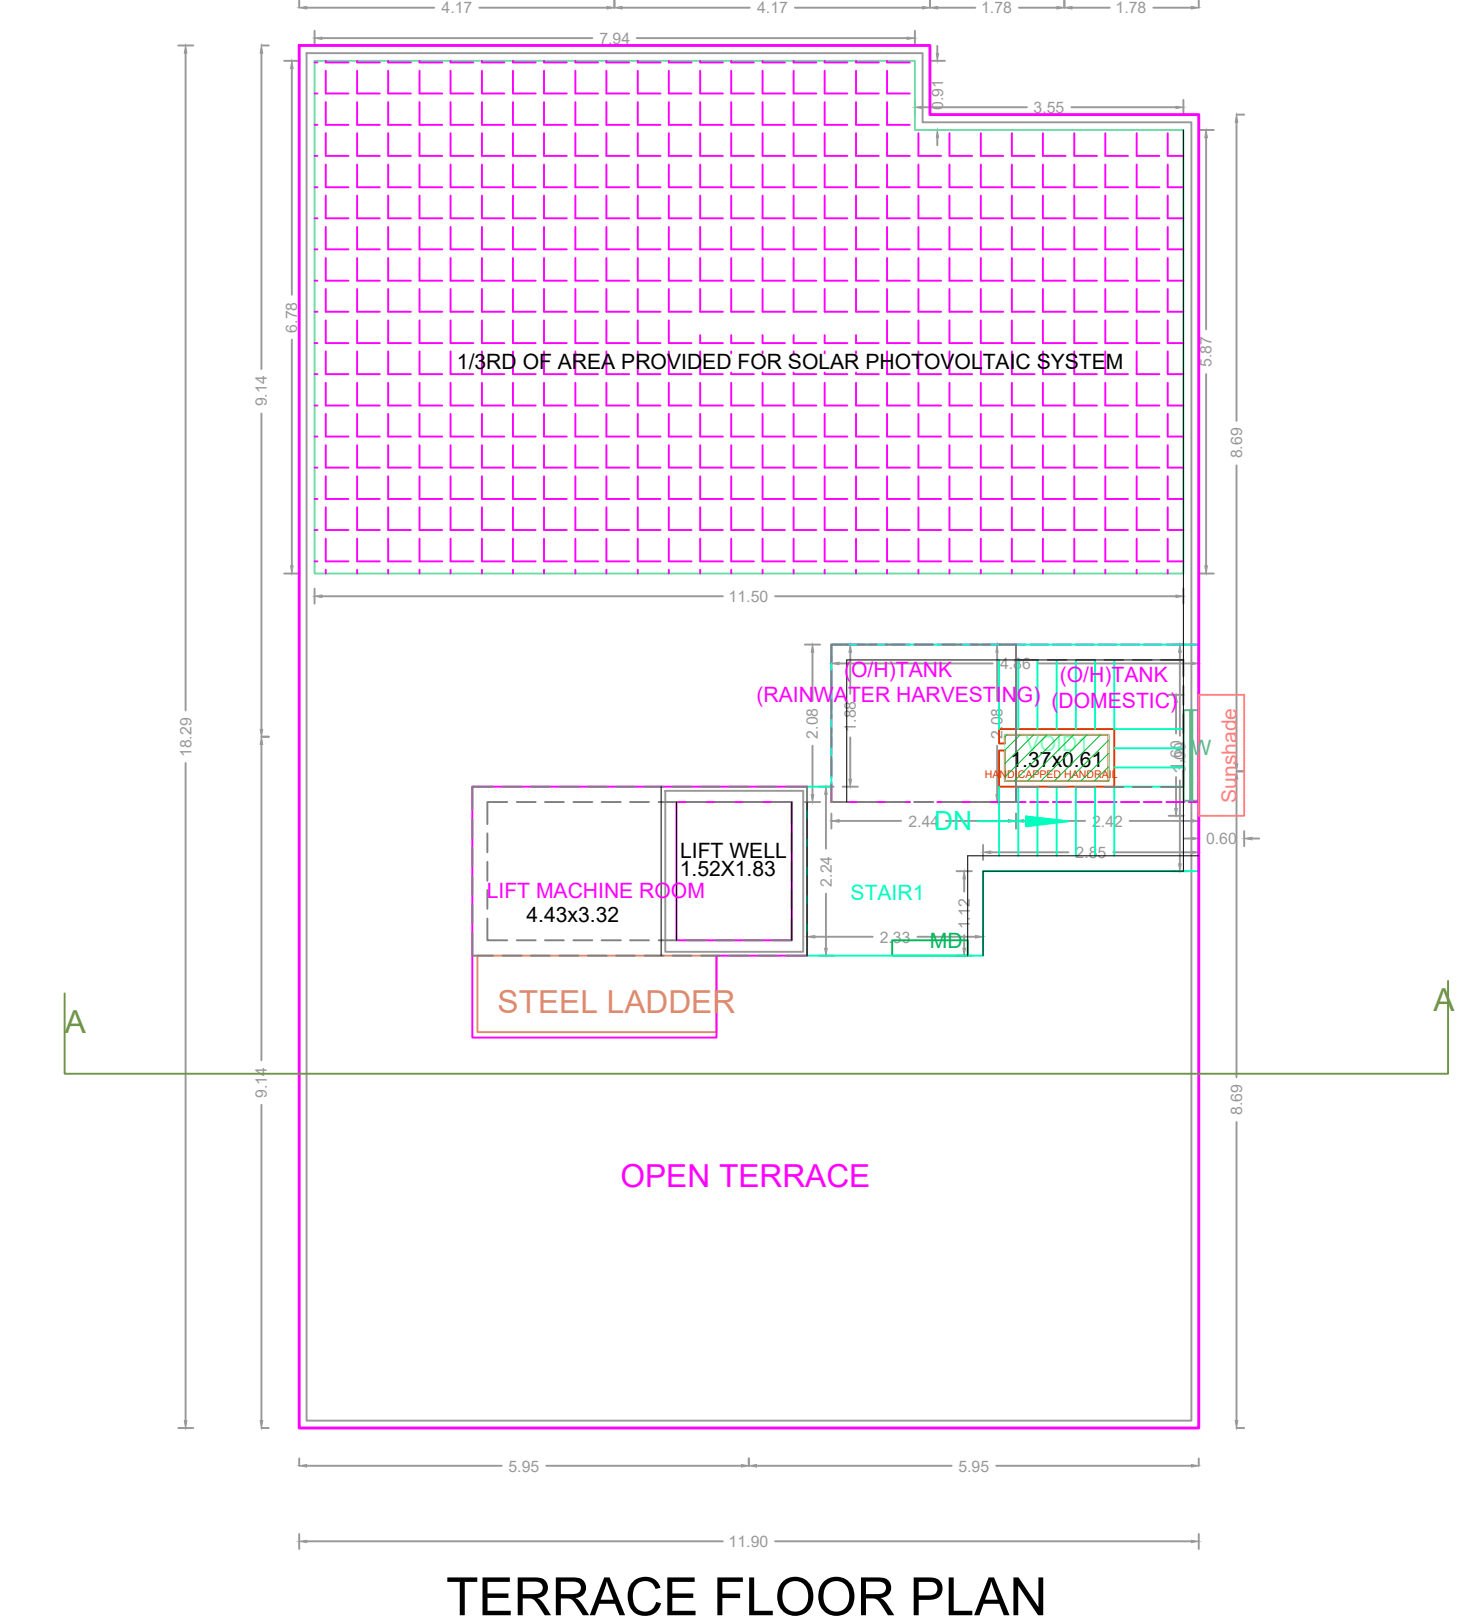 4.17
4.17
1.78
1.78
7.94
0.91
3.55
6.78
5.87
1/3RD OF AREA PROVIDED FOR SOLAR PHOTOVOLTAIC SYSTEM
9.14
8.69
11.50
18.29
4.86
(O/H)TANK
(RAINWATER HARVESTING)
(O/H)TANK
(DOMESTIC)
2.08
1.88
2.08
VOID1
1.37x0.61
HANDICAPPED HANDRAIL
W
Sunshade
2.44
DN
2.42
0.60
2.85
LIFT WELL
1.52X1.83
2.24
LIFT MACHINE ROOM
4.43x3.32
STAIR1
1.12
2.33
MD
STEEL LADDER
A
A
9.14
8.69
OPEN TERRACE
5.95
5.95
11.90
TERRACE FLOOR PLAN